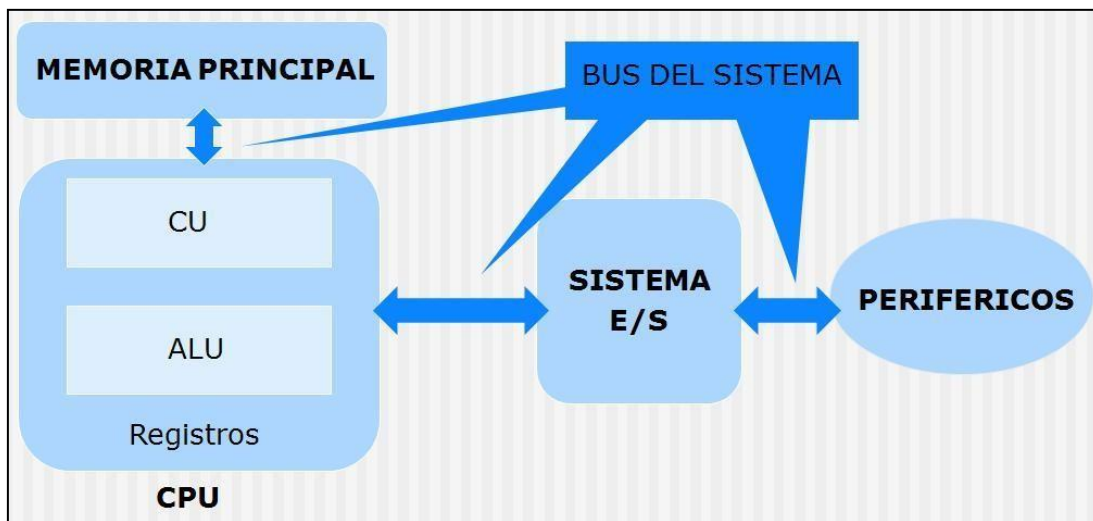 MEMORIA PRINCIPAL
BUS DEL SISTEMA
CU
ALU
Registros
CPU
SISTEMA
E/S
PERIFERICOS